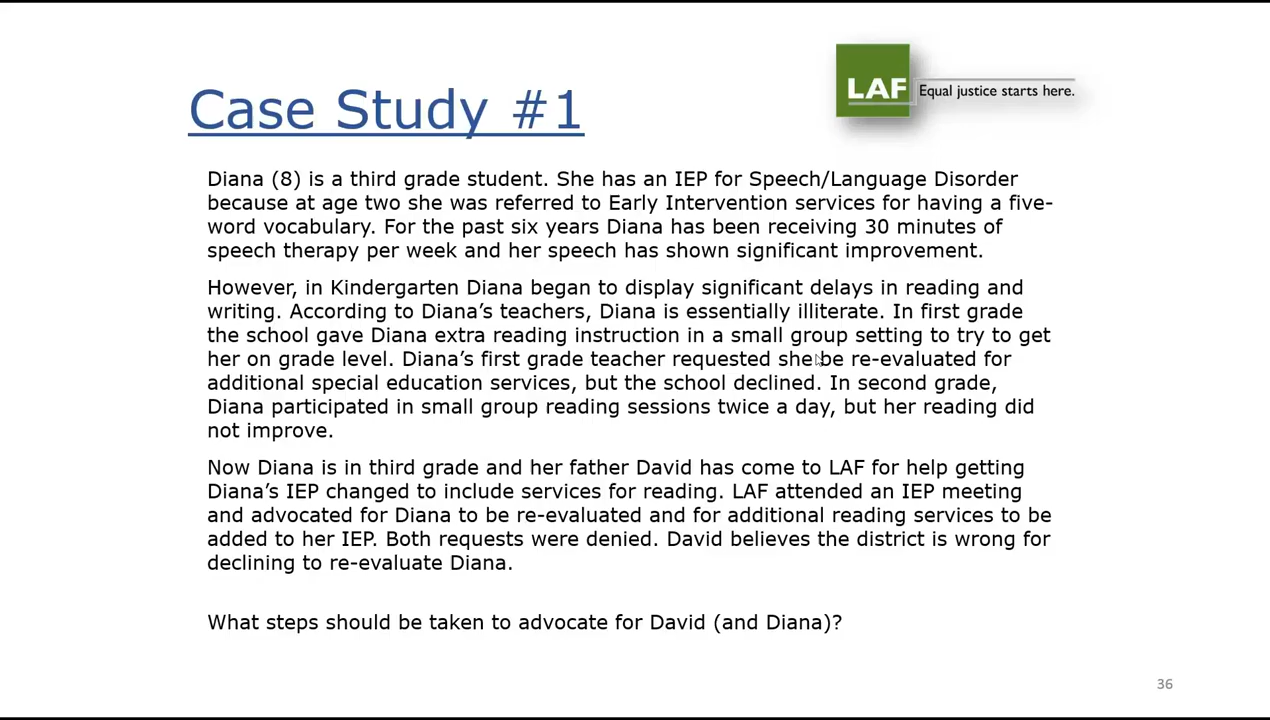 LAF Equal justice starts here.
Case Study #1
Diana (8) is a third grade student. She has an IEP for Speech/Language Disorder
because at age two she was referred to Early Intervention services for having a five-
word vocabulary. For the past six years Diana has been receiving 30 minutes of
speech therapy per week and her speech has shown significant improvement.
However, in Kindergarten Diana began to display significant delays in reading and
writing. According to Diana’s teachers, Diana is essentially illiterate. In first grade
the school gave Diana extra reading instruction in a small group setting to try to get
her on grade level. Diana’s first grade teacher requested she be re-evaluated for
additional special education services, but the school declined. In second grade,
Diana participated in small group reading sessions twice a day, but her reading did
not improve.
Now Diana is in third grade and her father David has come to LAF for help getting
Diana’s IEP changed to include services for reading. LAF attended an IEP meeting
and advocated for Diana to be re-evaluated and for additional reading services to be
added to her IEP. Both requests were denied. David believes the district is wrong for
declining to re-evaluate Diana.
What steps should be taken to advocate for David (and Diana)?
36